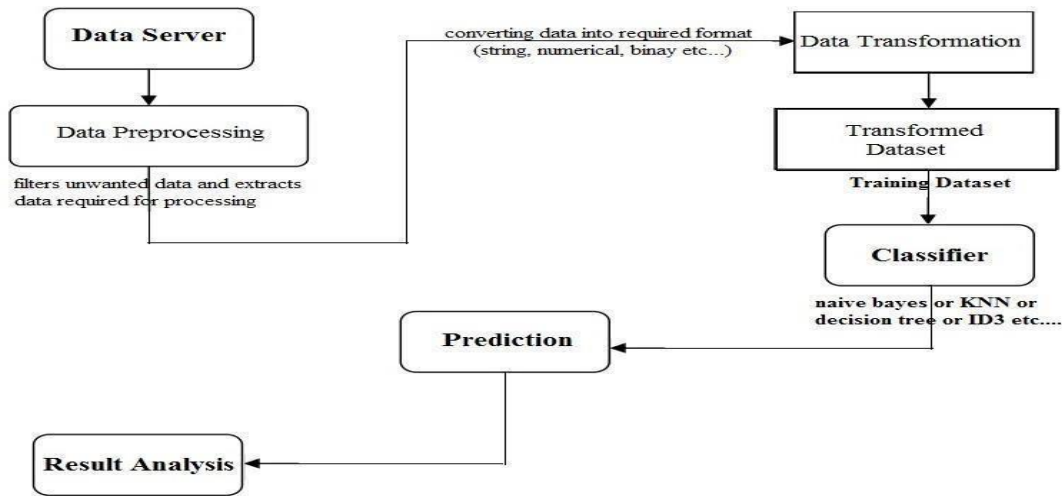 Data Server
Data Preprocessing
filters unwanted data and extracts
data required for processing
converting data into required format
(string, numerical, binay etc...)
Data Transformation
Transformed
Dataset
Training Dataset
Classifier
naive bayes or KNN or
decision tree or ID3 etc....
Prediction
Result Analysis